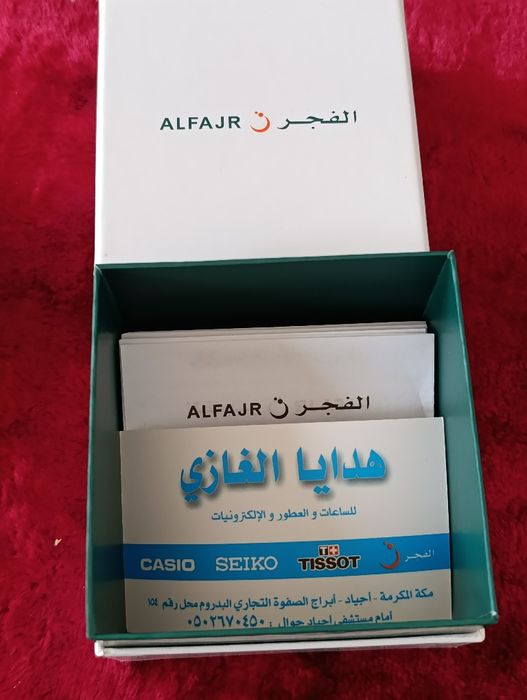 ALFAJR الفجر
ALFAJR الفجر
هدايا الغازي
للساعات و العطور و الإلكترونيات
CASIO SEIKO TISSOT الفجر
مكة المكرمة - أجياد - أبراج الصفوة التجاري البدروم محل رقم ١٥٤
أمام مستشفى أجياد جوال : ٠٥٠٢٦٧٠٤٥٠